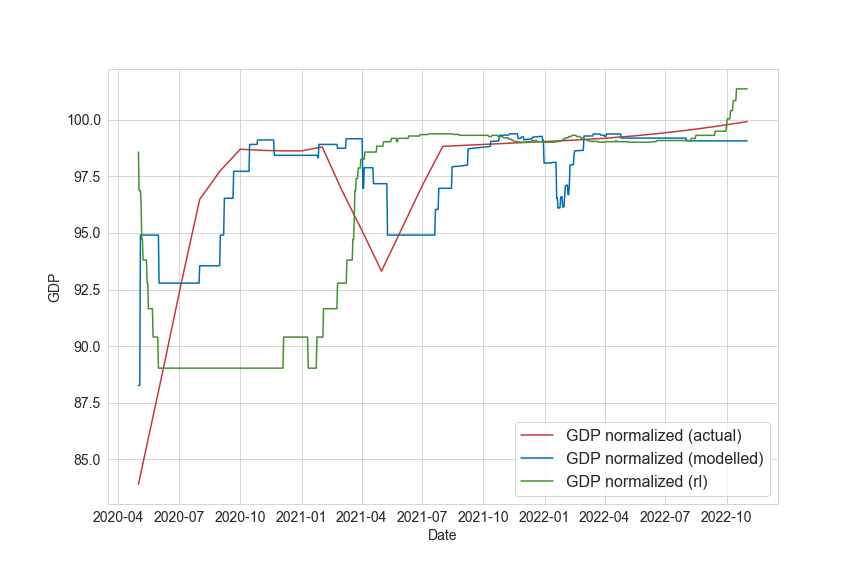 100.0
97.5
95.0
92.5
90.0
87.5
85.0
GDP
GDP normalized (actual)
GDP normalized (modelled)
GDP normalized (rl)
2020-04 2020-07 2020-10 2021-01 2021-04 2021-07 2021-10 2022-01 2022-04 2022-07 2022-10
Date